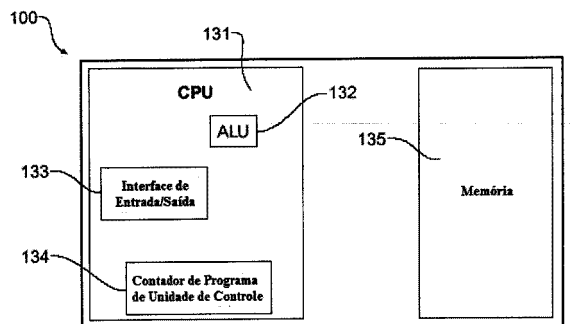 100
131
CPU
ALU
132
133
Interface de
Entrada/Saída
134
Contador de Programa
de Unidade de Controle
135
Memória